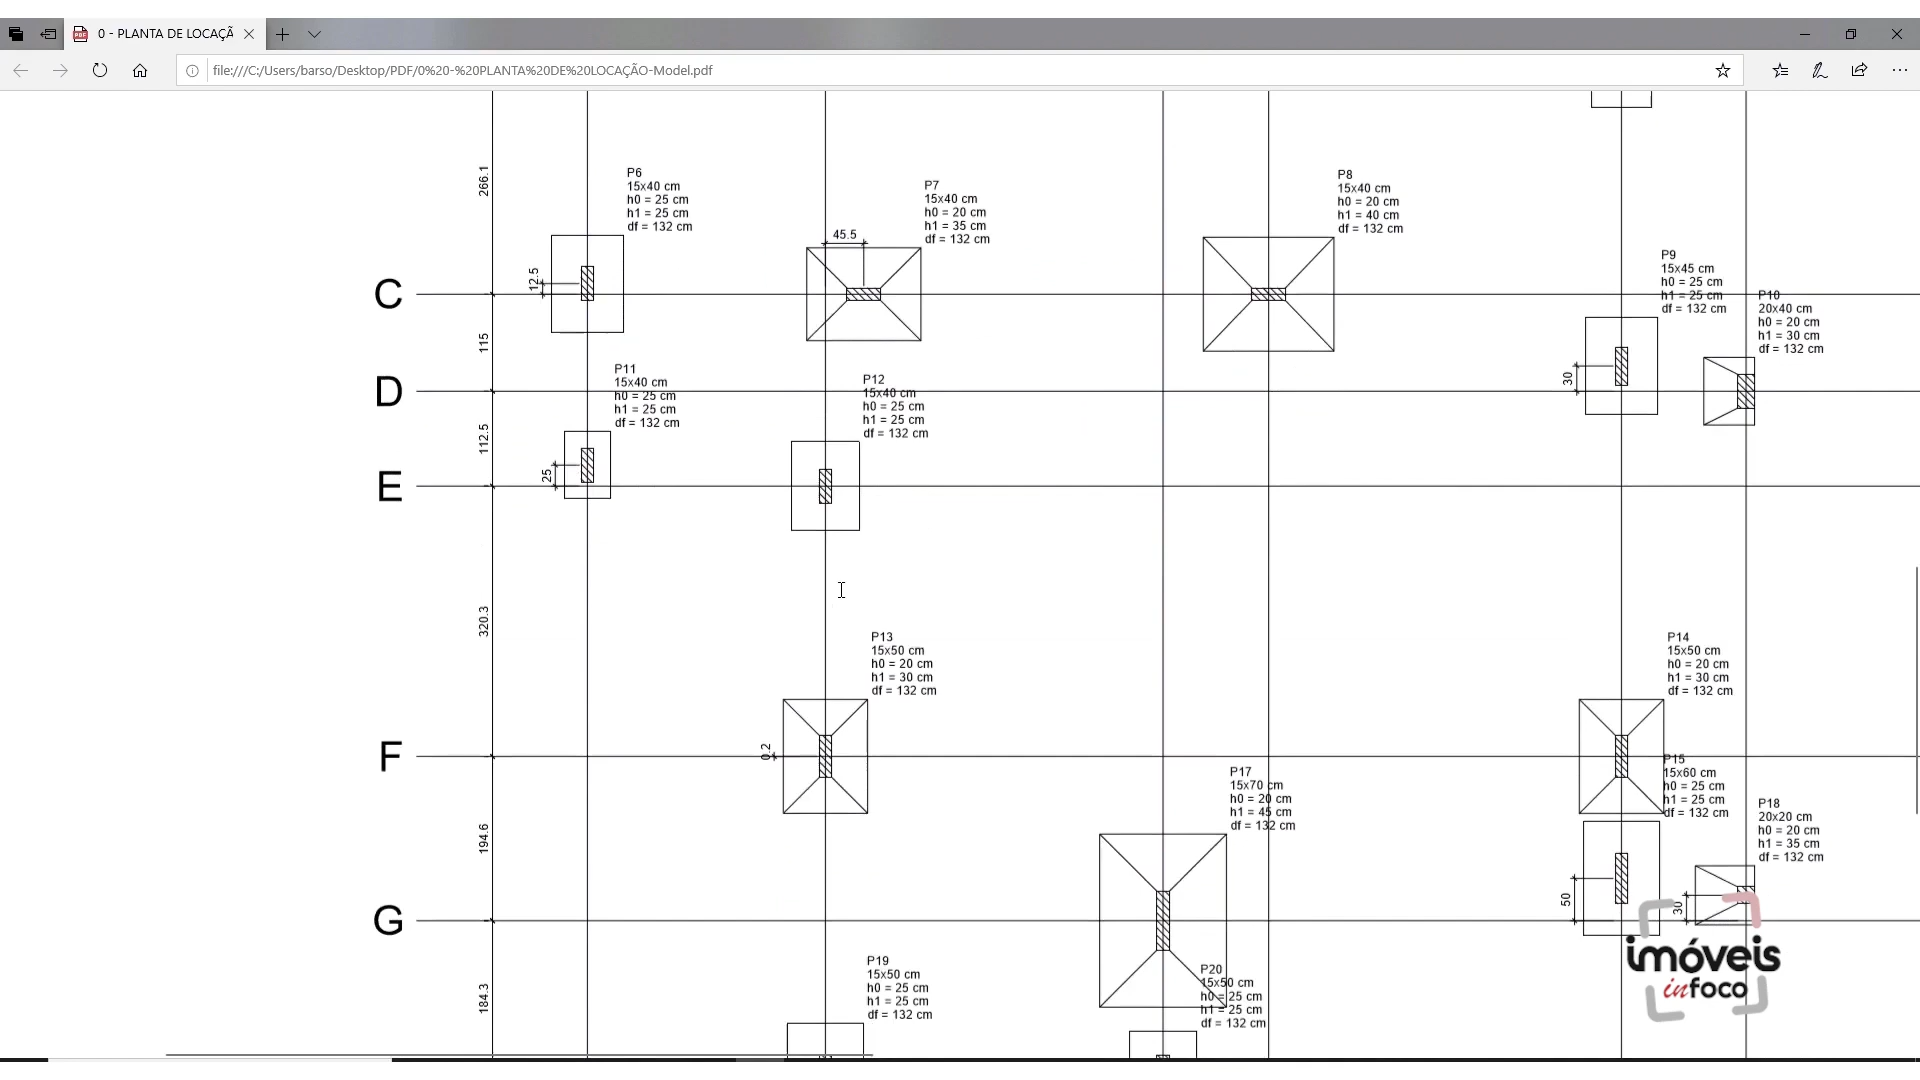 0 - PLANTA DE LOCAÇÃ
file:///C:/Users/barso/Desktop/PDF/0%20-%20PLANTA%20DE%20LOCAÇÃO-Model.pdf
266.1
P6
15x40 cm
h0 = 25 cm
h1 = 25 cm
df = 132 cm
P7
15x40 cm
h0 = 20 cm
h1 = 35 cm
df = 132 cm
45.5
P8
15x40 cm
h0 = 20 cm
h1 = 40 cm
df = 132 cm
P9
15x45 cm
h0 = 25 cm
h1 = 25 cm
df = 132 cm
P10
20x40 cm
h0 = 20 cm
h1 = 30 cm
df = 132 cm
12.5
C
115
30
P11
15x40 cm
h0 = 25 cm
h1 = 25 cm
df = 132 cm
P12
15x40 cm
h0 = 25 cm
h1 = 25 cm
df = 132 cm
D
112.5
25
E
320.3
P13
15x50 cm
h0 = 20 cm
h1 = 30 cm
df = 132 cm
P14
15x50 cm
h0 = 20 cm
h1 = 30 cm
df = 132 cm
0.2
F
P15
15x60 cm
h0 = 25 cm
h1 = 25 cm
df = 132 cm
P17
15x70 cm
h0 = 20 cm
h1 = 45 cm
df = 132 cm
P18
20x20 cm
h0 = 20 cm
h1 = 35 cm
df = 132 cm
194.6
50
30
G
P19
15x50 cm
h0 = 25 cm
h1 = 25 cm
df = 132 cm
P20
15x50 cm
h0 = 25 cm
h1 = 25 cm
df = 132 cm
184.3
imóveis
infoco